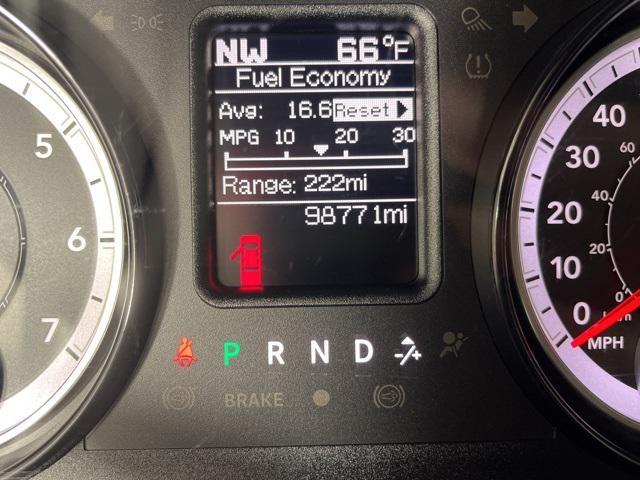 NW 66°F
Fuel Economy
Avg: 16.6 Reset
MPG 10 20 30
Range: 222mi
98771mi
5
6
7
40
30
20
10
0
MPH
60
40
20
0
P R N D
BRAKE